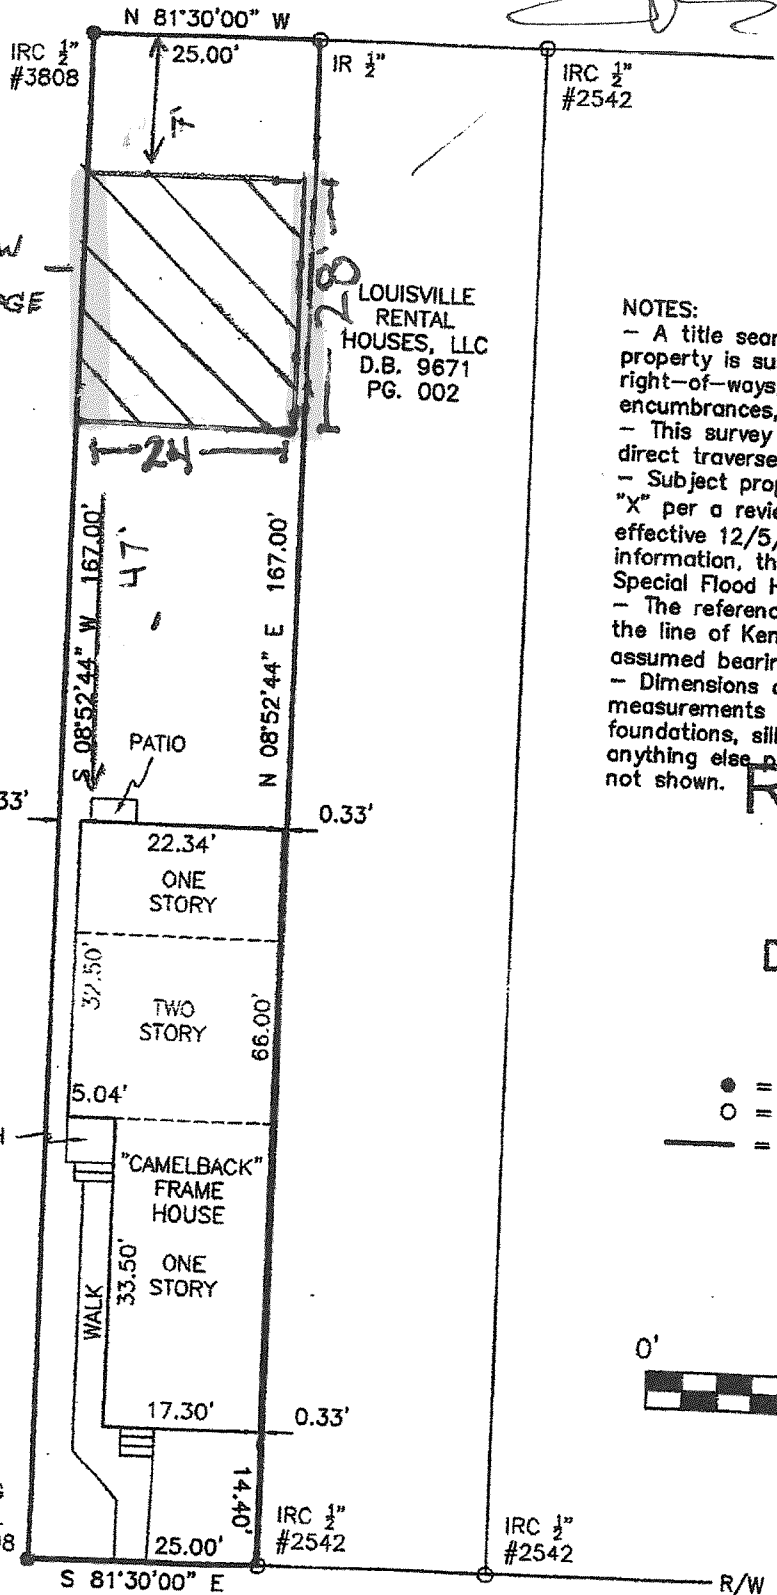 N 81°30'00" W
IRC ½"
#3808
25.00'
IR ½"
IRC ½"
#2542
7'
28'
LOUISVILLE
RENTAL
HOUSES, LLC
D.B. 9671
PG. 002
24
47'
S 08°52'44" W 167.00'
N 08°52'44" E 167.00'
NOTES:
– A title sear
property is su
right–of–ways,
encumbrances,
– This survey
direct traverse
– Subject prop
"X" per a revie
effective 12/5/
information, th
Special Flood H
– The referenc
the line of Ken
assumed bearin
– Dimensions a
measurements
foundations, sil
anything else
not shown.
PATIO
33'
0.33'
22.34'
ONE
STORY
32.50'
TWO
STORY
66.00'
5.04'
H
"CAMELBACK"
FRAME
HOUSE
ONE
STORY
33.50'
WALK
17.30'
0.33'
14.40'
● =
○ =
—— =
0'
25.00'
IRC ½"
#2542
IRC ½"
#2542
S 81°30'00" E
R/W